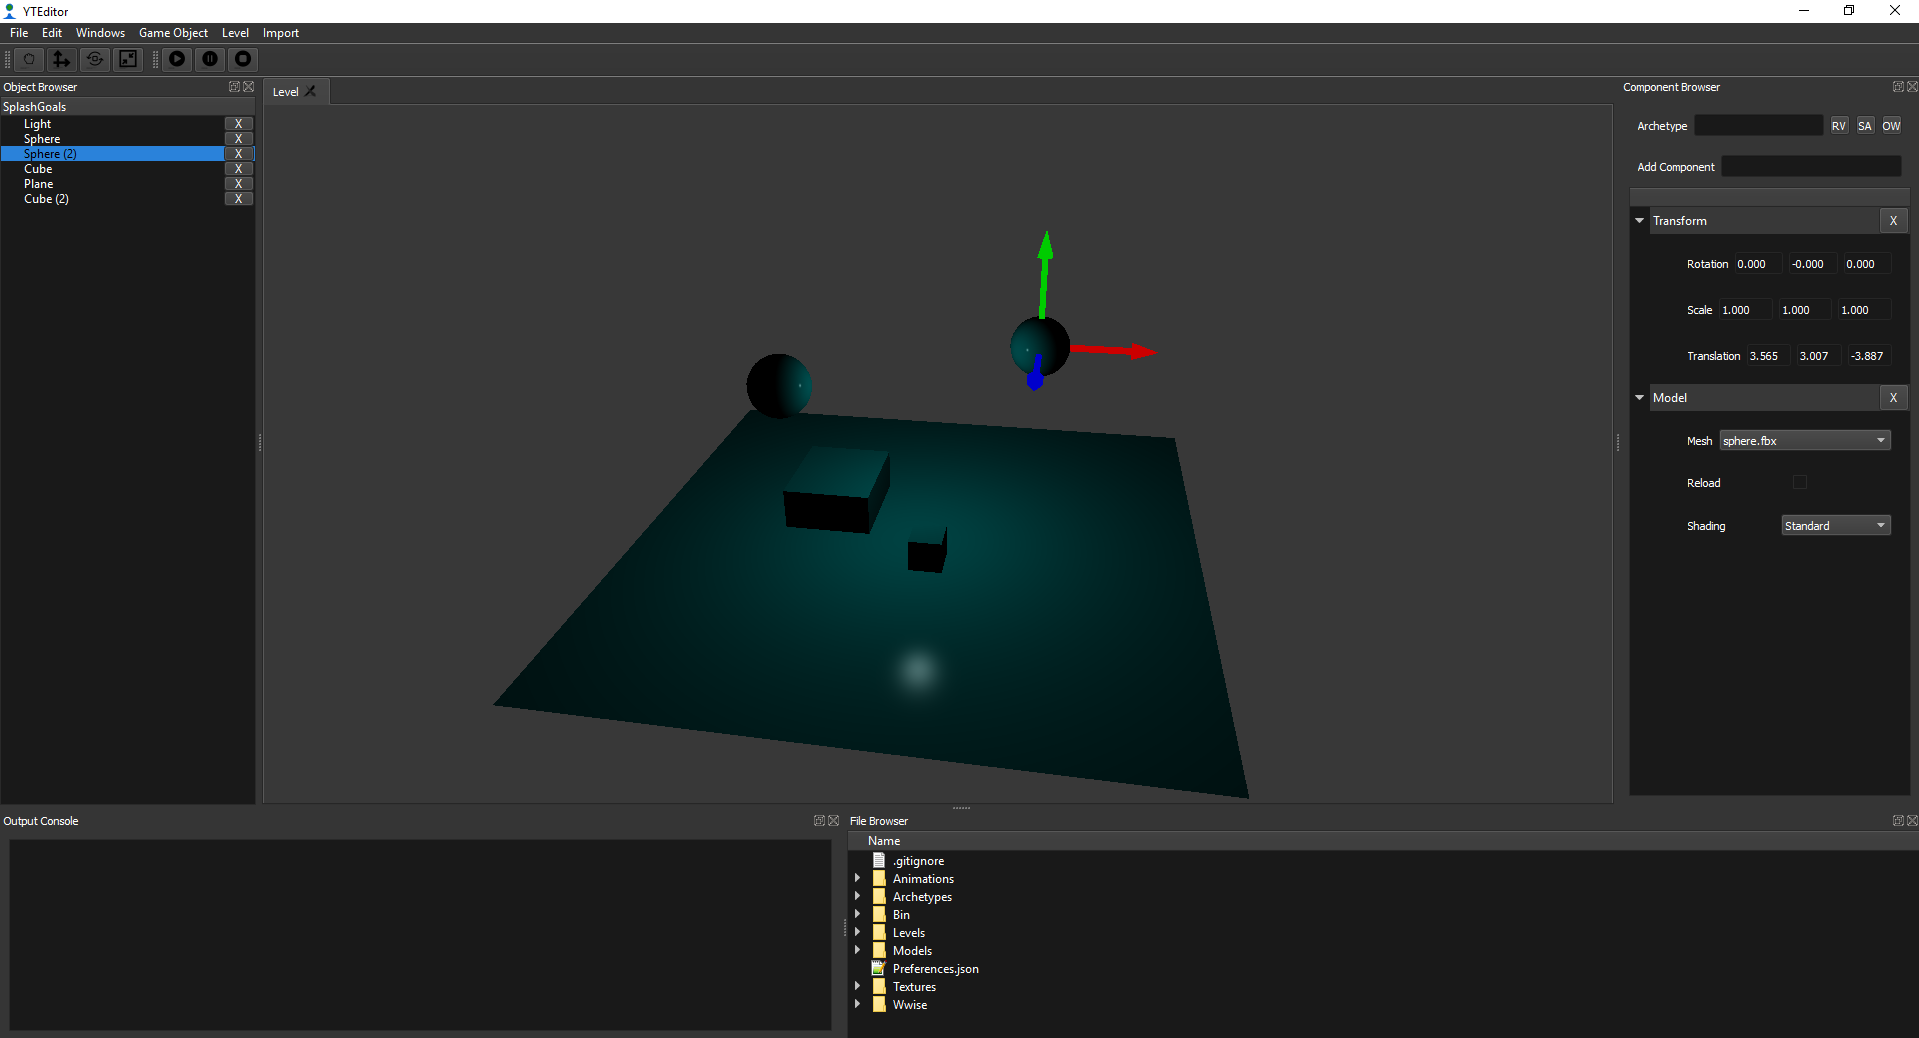 YTEditor
File Edit Windows Game Object Level Import
Object Browser
SplashGoals
Light X
Sphere X
Sphere (2) X
Cube X
Plane X
Cube (2) X
Level
Component Browser
Archetype RV SA OW
Add Component
Transform X
Rotation 0.000 -0.000 0.000
Scale 1.000 1.000 1.000
Translation 3.565 3.007 -3.887
Model X
Mesh sphere.fbx
Reload
Shading Standard
Output Console
File Browser
Name
.gitignore
Animations
Archetypes
Bin
Levels
Models
Preferences.json
Textures
Wwise